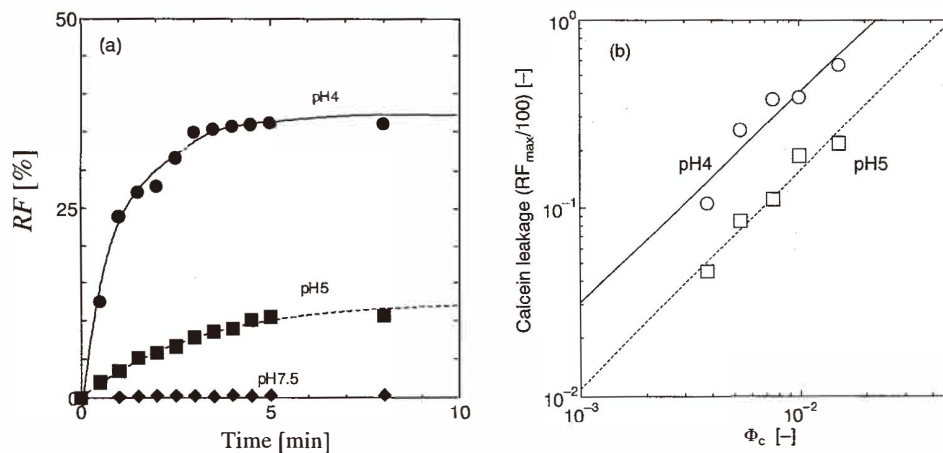 (a)
50
25
0
RF [%]
pH4
pH5
pH7.5
0
5
10
Time [min]
(b)
10⁰
10⁻¹
10⁻²
Calcein leakage (RFmax/100) [–]
pH4
pH5
10⁻³
10⁻²
Φc [–]